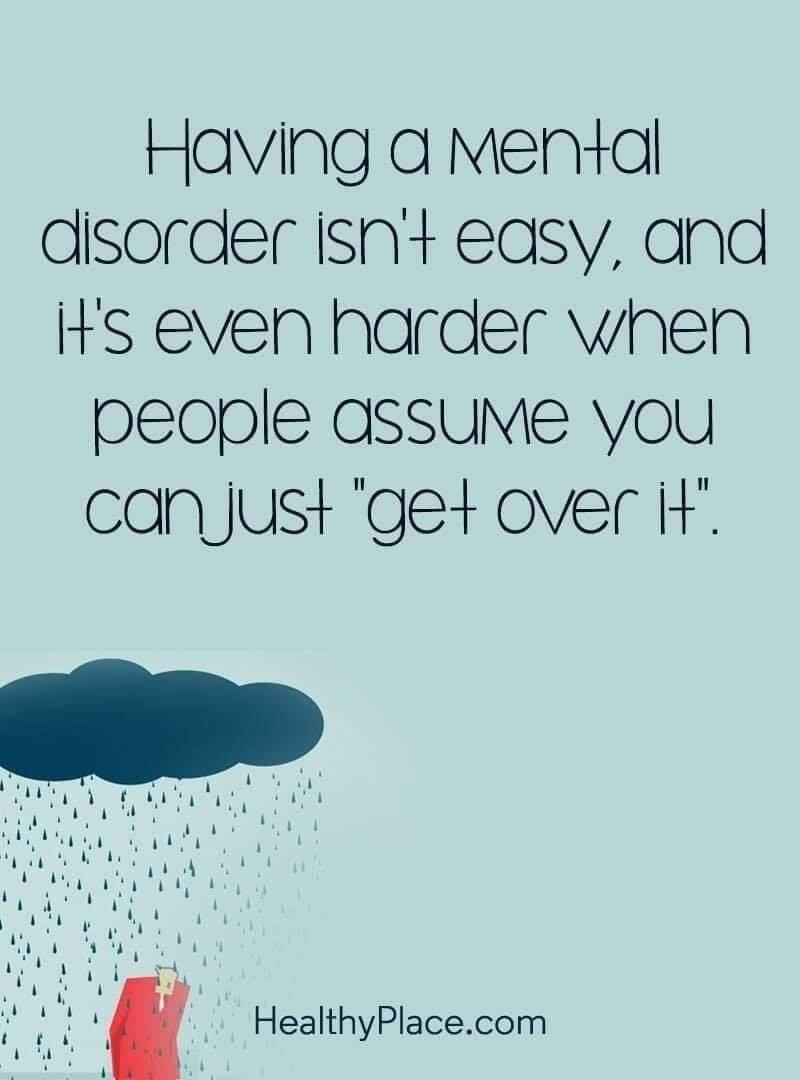 Having a mental
disorder isn't easy, and
it's even harder when
people assume you
can just "get over it".
HealthyPlace.com